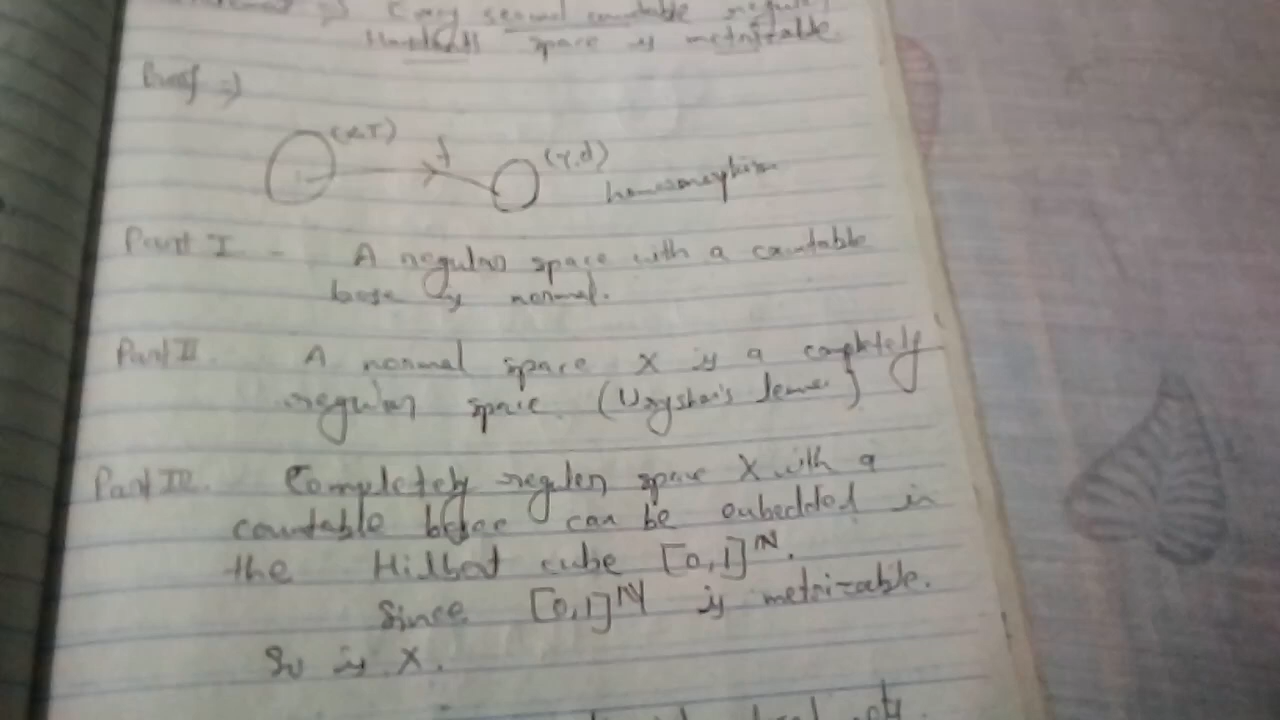 Every second countable regular
Hausdorff space is metrizable.
Proof ⇒
(X,T) f (Y,d) homeomorphism
Part I - A regular space with a countable
base is normal.
Part II. A normal space X is a completely
regular space. (Urysohn's lemma)
Part III. Completely regular space X with a
countable base can be embedded in
the Hilbert cube [0,1]^ℕ.
Since [0,1]^ℕ is metrizable.
So is X.